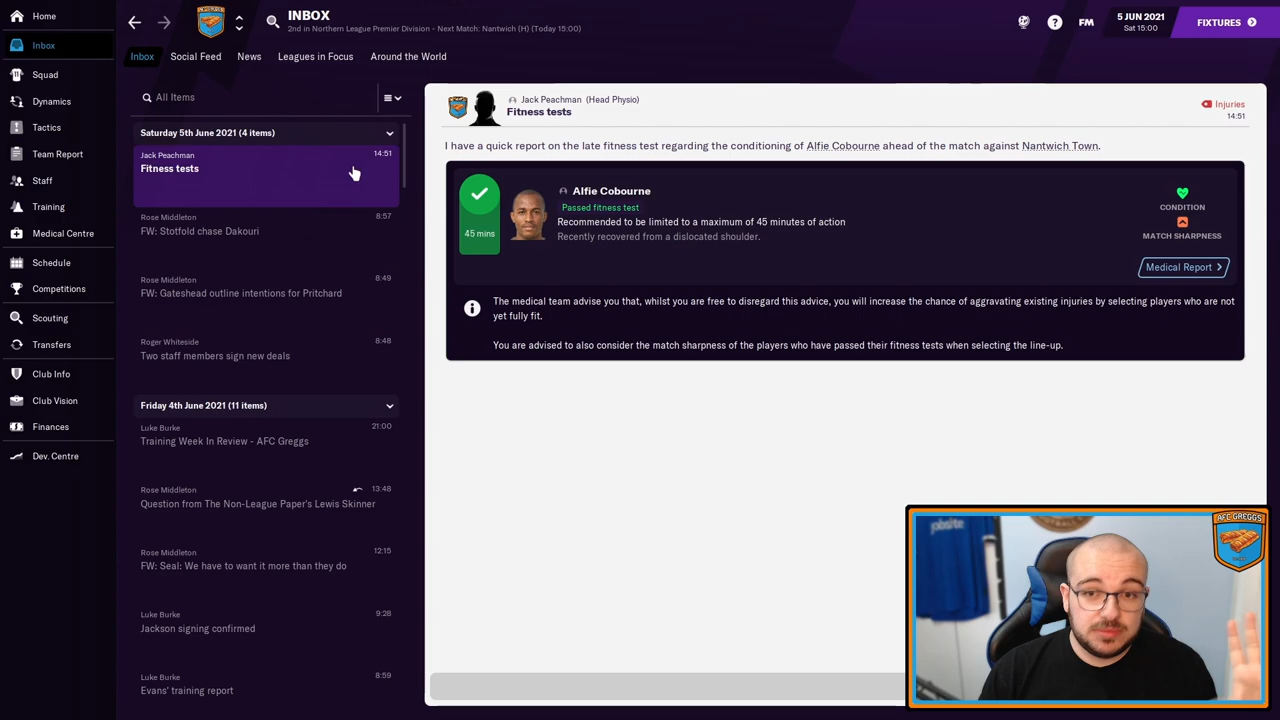 Home
Inbox
Squad
Dynamics
Tactics
Team Report
Staff
Training
Medical Centre
Schedule
Competitions
Scouting
Transfers
Club Info
Club Vision
Finances
Dev. Centre
INBOX
2nd in Northern League Premier Division - Next Match: Nantwich (H) (Today 15:00)
FM
5 JUN 2021
Sat 15:00
FIXTURES
Inbox
Social Feed
News
Leagues in Focus
Around the World
All Items
Saturday 5th June 2021 (4 items)
Jack Peachman
14:51
Fitness tests
Rose Middleton
8:57
FW: Stotfold chase Dakouri
Rose Middleton
8:49
FW: Gateshead outline intentions for Pritchard
Roger Whiteside
8:48
Two staff members sign new deals
Friday 4th June 2021 (11 items)
Luke Burke
21:00
Training Week In Review - AFC Greggs
Rose Middleton
13:48
Question from The Non-League Paper's Lewis Skinner
Rose Middleton
12:15
FW: Seal: We have to want it more than they do
Luke Burke
9:28
Jackson signing confirmed
Luke Burke
8:59
Evans' training report
Jack Peachman (Head Physio)
Fitness tests
Injuries
14:51
I have a quick report on the late fitness test regarding the conditioning of Alfie Cobourne ahead of the match against Nantwich Town.
45 mins
Alfie Cobourne
Passed fitness test
Recommended to be limited to a maximum of 45 minutes of action
Recently recovered from a dislocated shoulder.
CONDITION
MATCH SHARPNESS
Medical Report
The medical team advise you that, whilst you are free to disregard this advice, you will increase the chance of aggravating existing injuries by selecting players who are not
yet fully fit.
You are advised to also consider the match sharpness of the players who have passed their fitness tests when selecting the line-up.
jobsite
AFC GREGGS